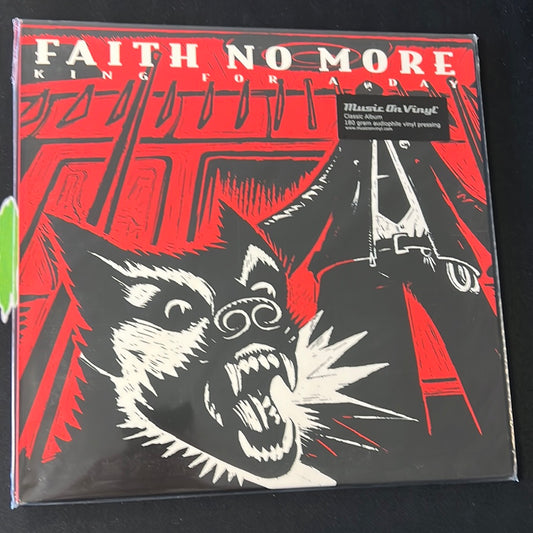 FAITH NO MORE
KING FOR A DAY
Music On Vinyl
Classic Album
180 gram audiophile vinyl pressing
www.musiconvinyl.com